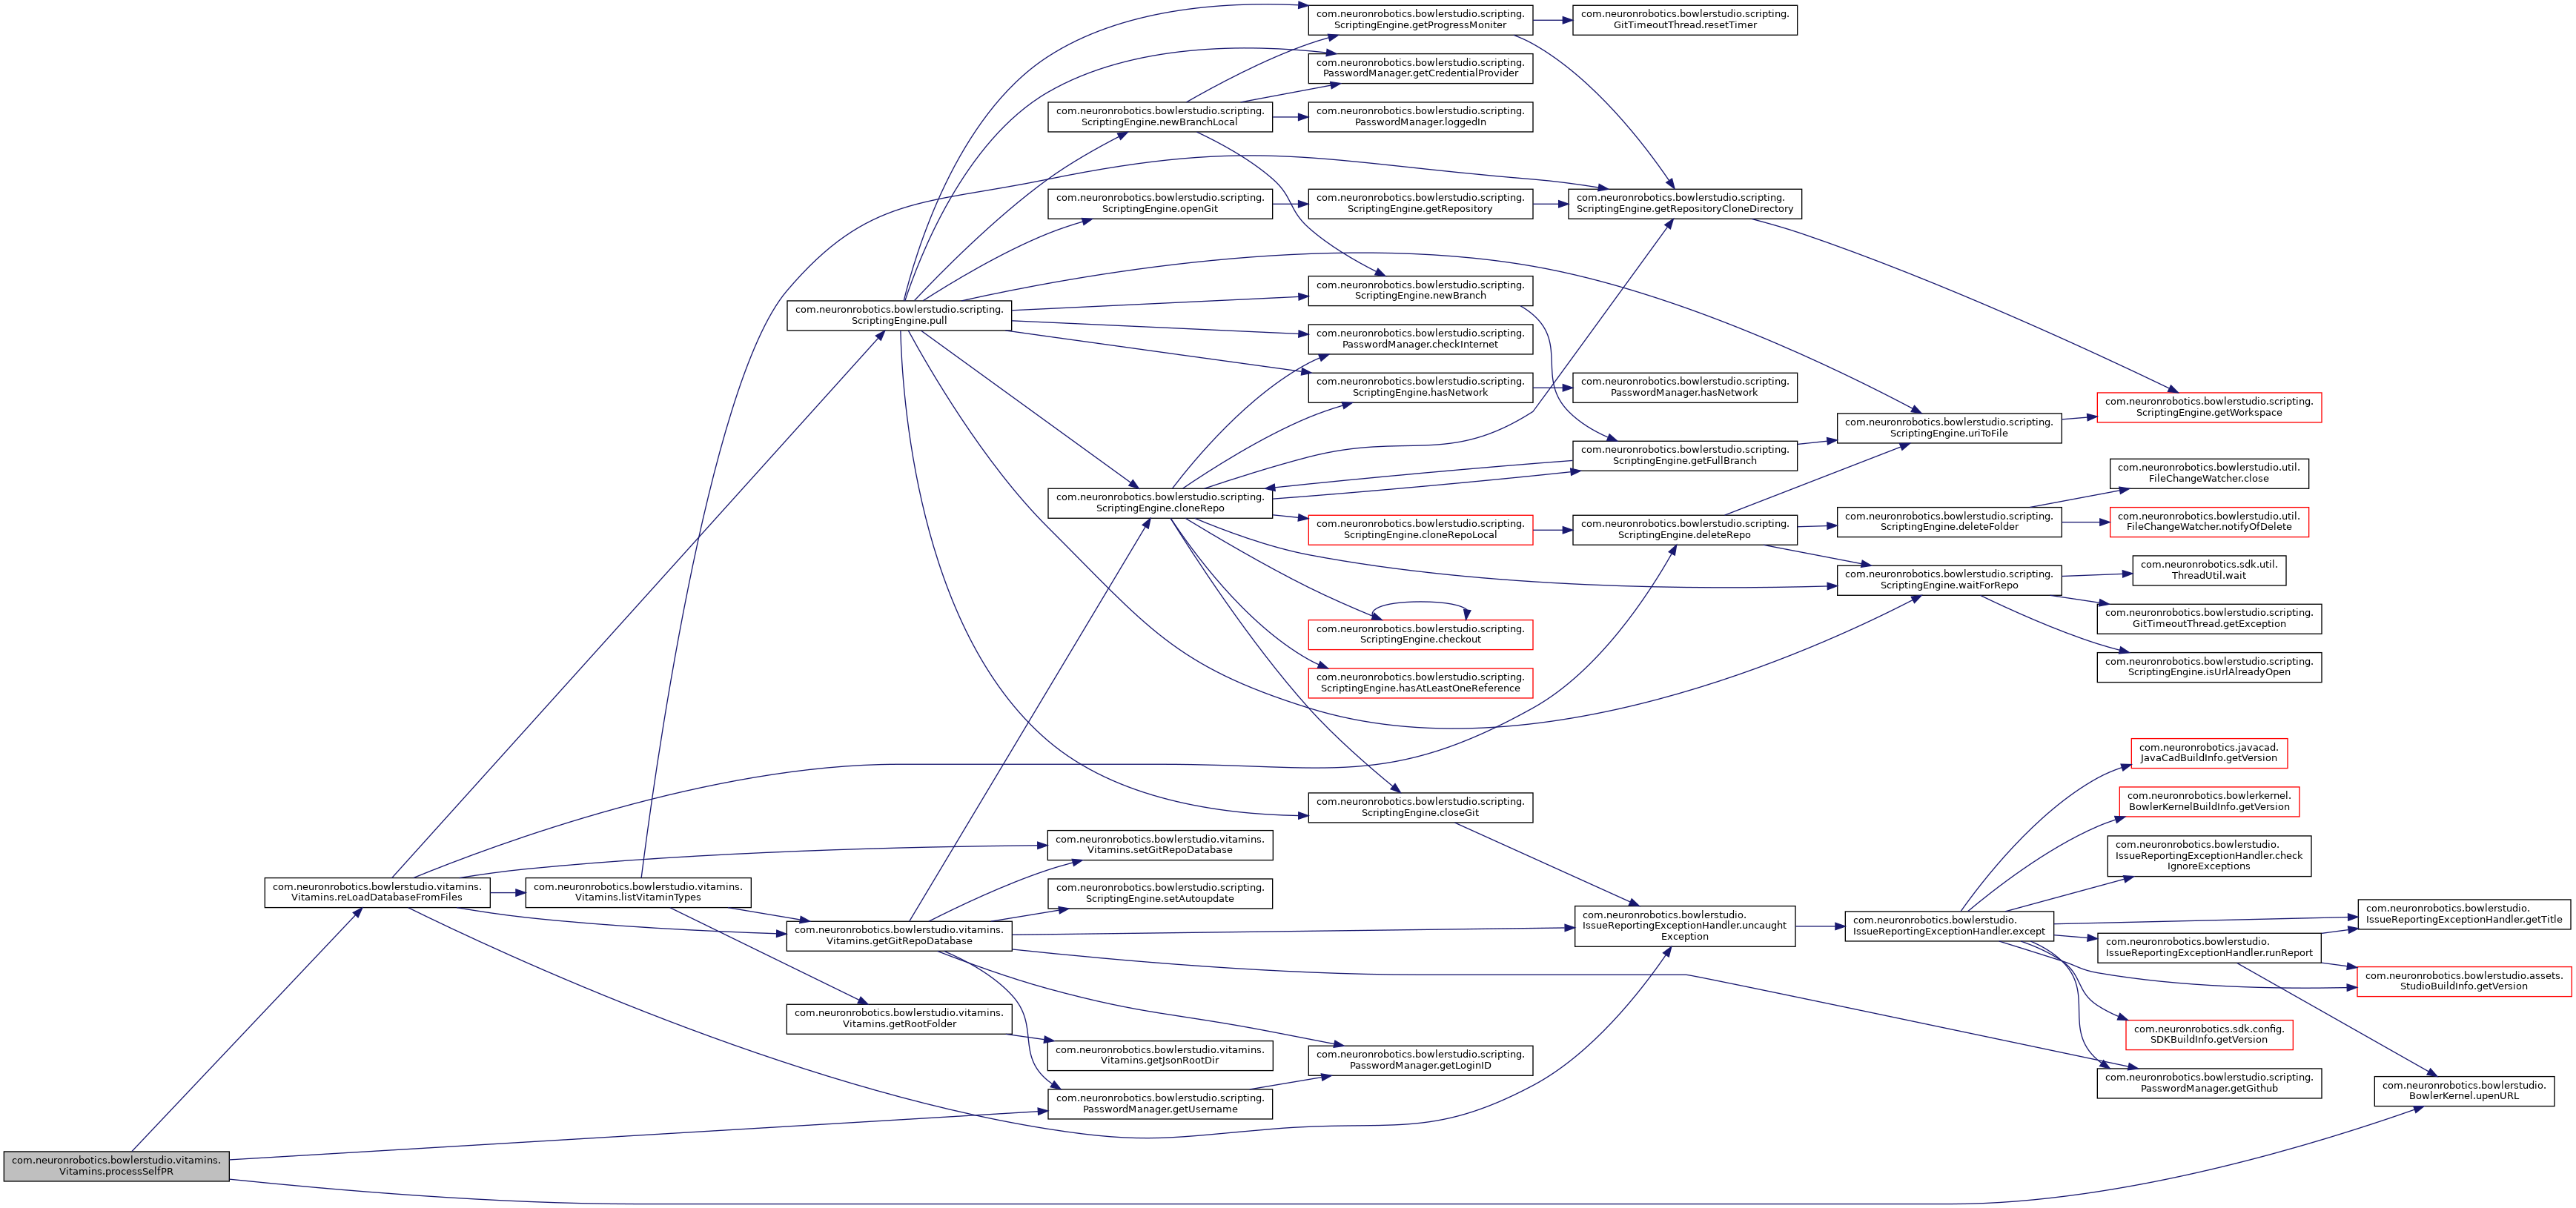 com.neuronrobotics.bowlerstudio.scripting.
ScriptingEngine.getProgressMoniter
com.neuronrobotics.bowlerstudio.scripting.
GitTimeoutThread.resetTimer
com.neuronrobotics.bowlerstudio.scripting.
PasswordManager.getCredentialProvider
com.neuronrobotics.bowlerstudio.scripting.
ScriptingEngine.newBranchLocal
com.neuronrobotics.bowlerstudio.scripting.
PasswordManager.loggedIn
com.neuronrobotics.bowlerstudio.scripting.
ScriptingEngine.openGit
com.neuronrobotics.bowlerstudio.scripting.
ScriptingEngine.getRepository
com.neuronrobotics.bowlerstudio.scripting.
ScriptingEngine.getRepositoryCloneDirectory
com.neuronrobotics.bowlerstudio.scripting.
ScriptingEngine.newBranch
com.neuronrobotics.bowlerstudio.scripting.
ScriptingEngine.pull
com.neuronrobotics.bowlerstudio.scripting.
PasswordManager.checkInternet
com.neuronrobotics.bowlerstudio.scripting.
ScriptingEngine.hasNetwork
com.neuronrobotics.bowlerstudio.scripting.
PasswordManager.hasNetwork
com.neuronrobotics.bowlerstudio.scripting.
ScriptingEngine.getWorkspace
com.neuronrobotics.bowlerstudio.scripting.
ScriptingEngine.uriToFile
com.neuronrobotics.bowlerstudio.scripting.
ScriptingEngine.getFullBranch
com.neuronrobotics.bowlerstudio.util.
FileChangeWatcher.close
com.neuronrobotics.bowlerstudio.scripting.
ScriptingEngine.cloneRepo
com.neuronrobotics.bowlerstudio.scripting.
ScriptingEngine.cloneRepoLocal
com.neuronrobotics.bowlerstudio.scripting.
ScriptingEngine.deleteRepo
com.neuronrobotics.bowlerstudio.scripting.
ScriptingEngine.deleteFolder
com.neuronrobotics.bowlerstudio.util.
FileChangeWatcher.notifyOfDelete
com.neuronrobotics.sdk.util.
ThreadUtil.wait
com.neuronrobotics.bowlerstudio.scripting.
ScriptingEngine.waitForRepo
com.neuronrobotics.bowlerstudio.scripting.
GitTimeoutThread.getException
com.neuronrobotics.bowlerstudio.scripting.
ScriptingEngine.checkout
com.neuronrobotics.bowlerstudio.scripting.
ScriptingEngine.isUrlAlreadyOpen
com.neuronrobotics.bowlerstudio.scripting.
ScriptingEngine.hasAtLeastOneReference
com.neuronrobotics.javacad.
JavaCadBuildInfo.getVersion
com.neuronrobotics.bowlerkernel.
BowlerKernelBuildInfo.getVersion
com.neuronrobotics.bowlerstudio.scripting.
ScriptingEngine.closeGit
com.neuronrobotics.bowlerstudio.vitamins.
Vitamins.setGitRepoDatabase
com.neuronrobotics.bowlerstudio.
IssueReportingExceptionHandler.check
IgnoreExceptions
com.neuronrobotics.bowlerstudio.vitamins.
Vitamins.reLoadDatabaseFromFiles
com.neuronrobotics.bowlerstudio.vitamins.
Vitamins.listVitaminTypes
com.neuronrobotics.bowlerstudio.scripting.
ScriptingEngine.setAutoupdate
com.neuronrobotics.bowlerstudio.
IssueReportingExceptionHandler.getTitle
com.neuronrobotics.bowlerstudio.vitamins.
Vitamins.getGitRepoDatabase
com.neuronrobotics.bowlerstudio.
IssueReportingExceptionHandler.uncaught
Exception
com.neuronrobotics.bowlerstudio.
IssueReportingExceptionHandler.except
com.neuronrobotics.bowlerstudio.
IssueReportingExceptionHandler.runReport
com.neuronrobotics.bowlerstudio.assets.
StudioBuildInfo.getVersion
com.neuronrobotics.bowlerstudio.vitamins.
Vitamins.getRootFolder
com.neuronrobotics.sdk.config.
SDKBuildInfo.getVersion
com.neuronrobotics.bowlerstudio.vitamins.
Vitamins.getJsonRootDir
com.neuronrobotics.bowlerstudio.scripting.
PasswordManager.getLoginID
com.neuronrobotics.bowlerstudio.scripting.
PasswordManager.getGithub
com.neuronrobotics.bowlerstudio.
BowlerKernel.upenURL
com.neuronrobotics.bowlerstudio.scripting.
PasswordManager.getUsername
com.neuronrobotics.bowlerstudio.vitamins.
Vitamins.processSelfPR